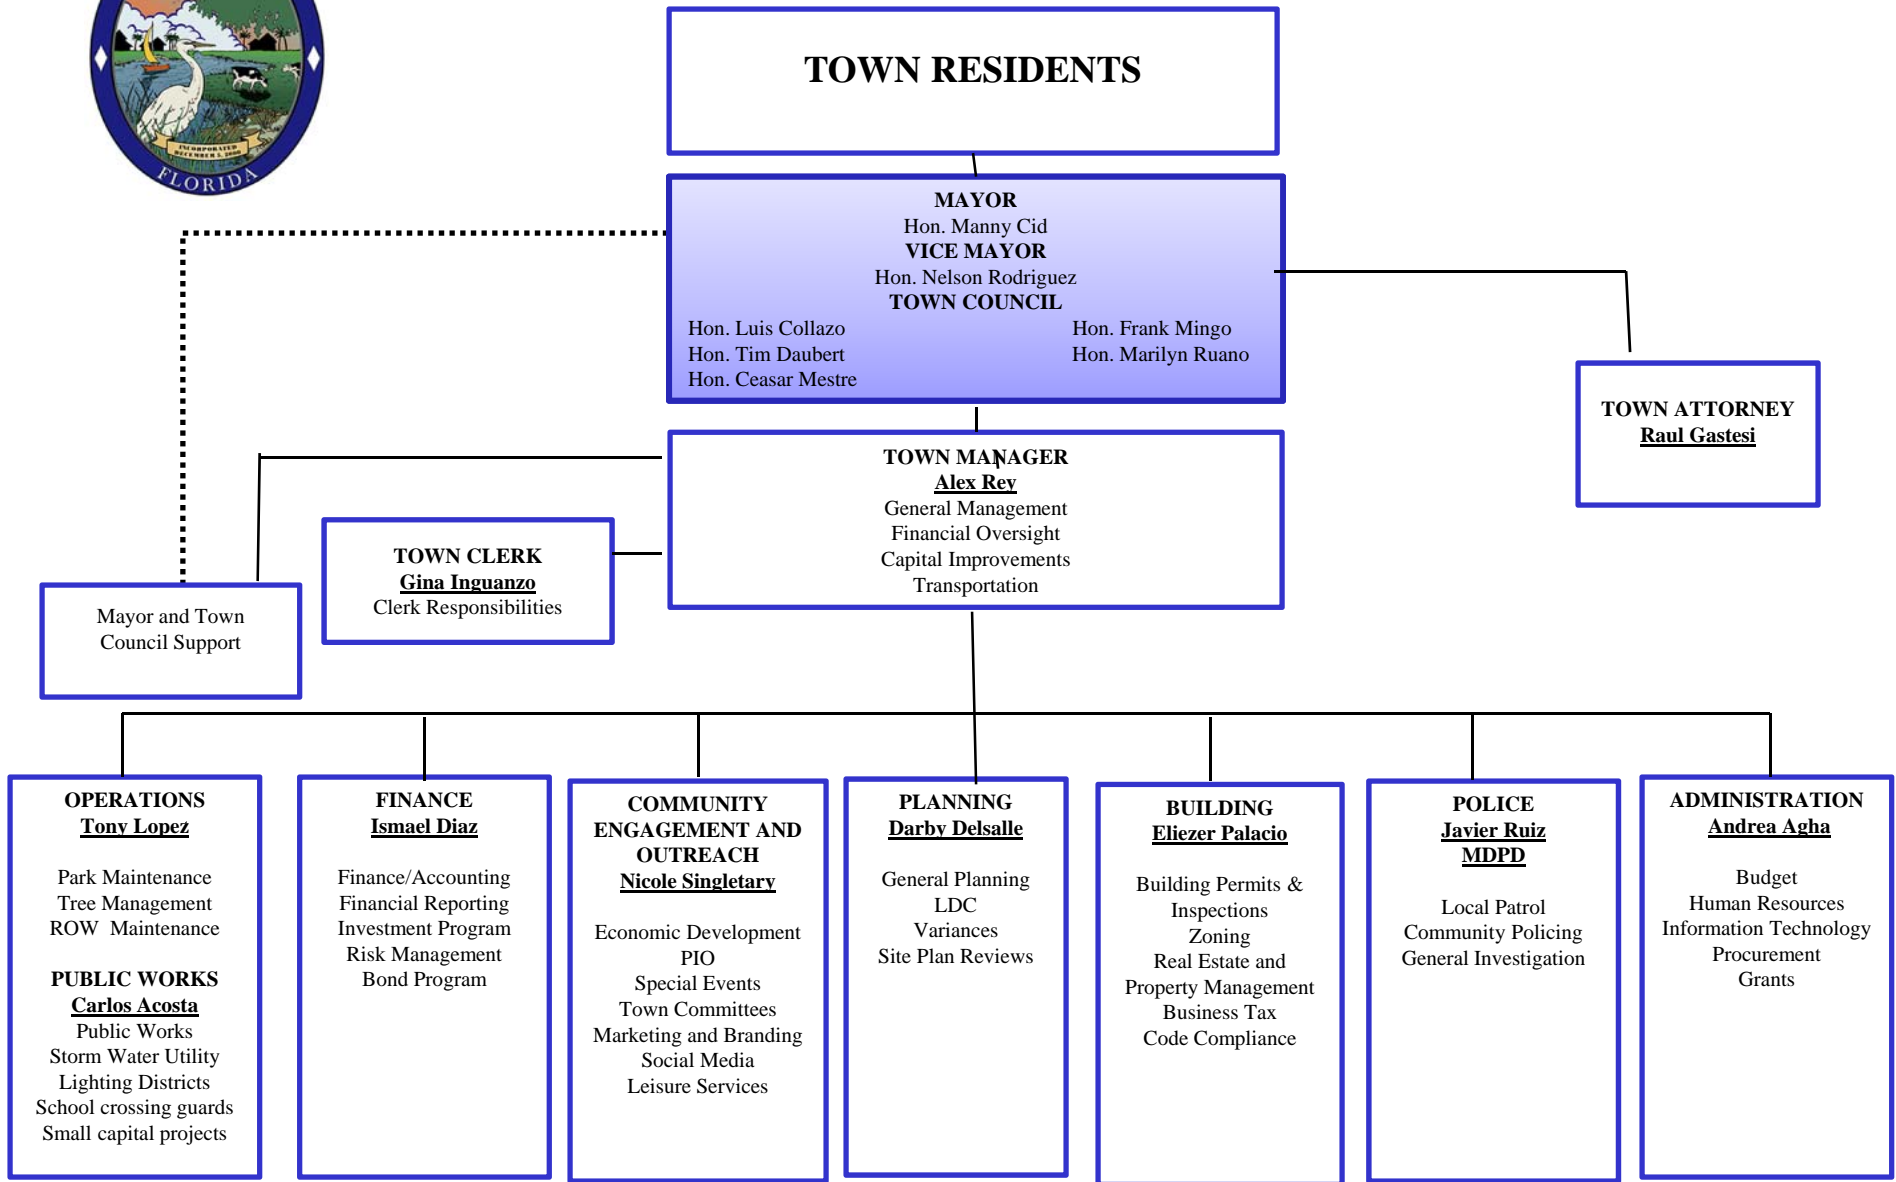 INCORPORATED
DECEMBER 5, 2000
FLORIDA
TOWN RESIDENTS
MAYOR
Hon. Manny Cid
VICE MAYOR
Hon. Nelson Rodriguez
TOWN COUNCIL
Hon. Luis Collazo
Hon. Tim Daubert
Hon. Ceasar Mestre
Hon. Frank Mingo
Hon. Marilyn Ruano
TOWN ATTORNEY
Raul Gastesi
TOWN MANAGER
Alex Rey
General Management
Financial Oversight
Capital Improvements
Transportation
TOWN CLERK
Gina Inguanzo
Clerk Responsibilities
Mayor and Town
Council Support
OPERATIONS
Tony Lopez
Park Maintenance
Tree Management
ROW Maintenance
PUBLIC WORKS
Carlos Acosta
Public Works
Storm Water Utility
Lighting Districts
School crossing guards
Small capital projects
FINANCE
Ismael Diaz
Finance/Accounting
Financial Reporting
Investment Program
Risk Management
Bond Program
COMMUNITY
ENGAGEMENT AND
OUTREACH
Nicole Singletary
Economic Development
PIO
Special Events
Town Committees
Marketing and Branding
Social Media
Leisure Services
PLANNING
Darby Delsalle
General Planning
LDC
Variances
Site Plan Reviews
BUILDING
Eliezer Palacio
Building Permits &
Inspections
Zoning
Real Estate and
Property Management
Business Tax
Code Compliance
POLICE
Javier Ruiz
MDPD
Local Patrol
Community Policing
General Investigation
ADMINISTRATION
Andrea Agha
Budget
Human Resources
Information Technology
Procurement
Grants